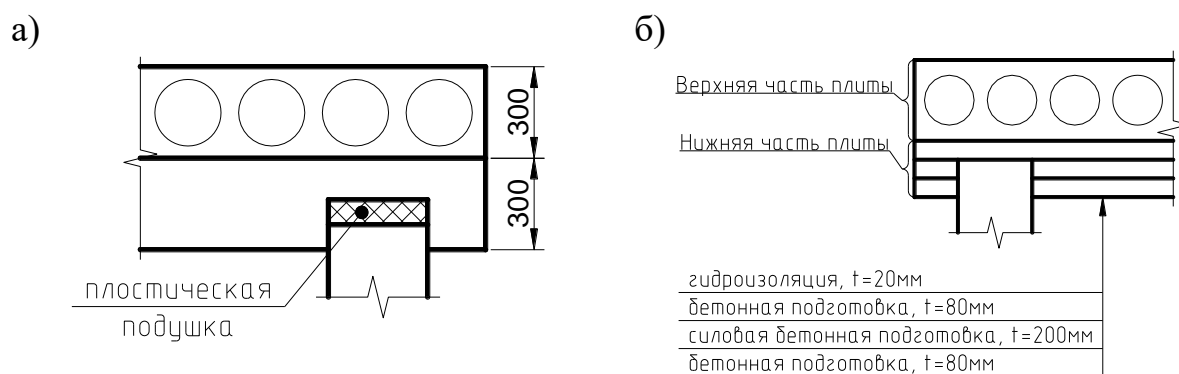 а)
300
300
плостическая
подушка
б)
Верхняя часть плиты
Нижняя часть плиты
гидроизоляция, t=20мм
бетонная подготовка, t=80мм
силовая бетонная подготовка, t=200мм
бетонная подготовка, t=80мм